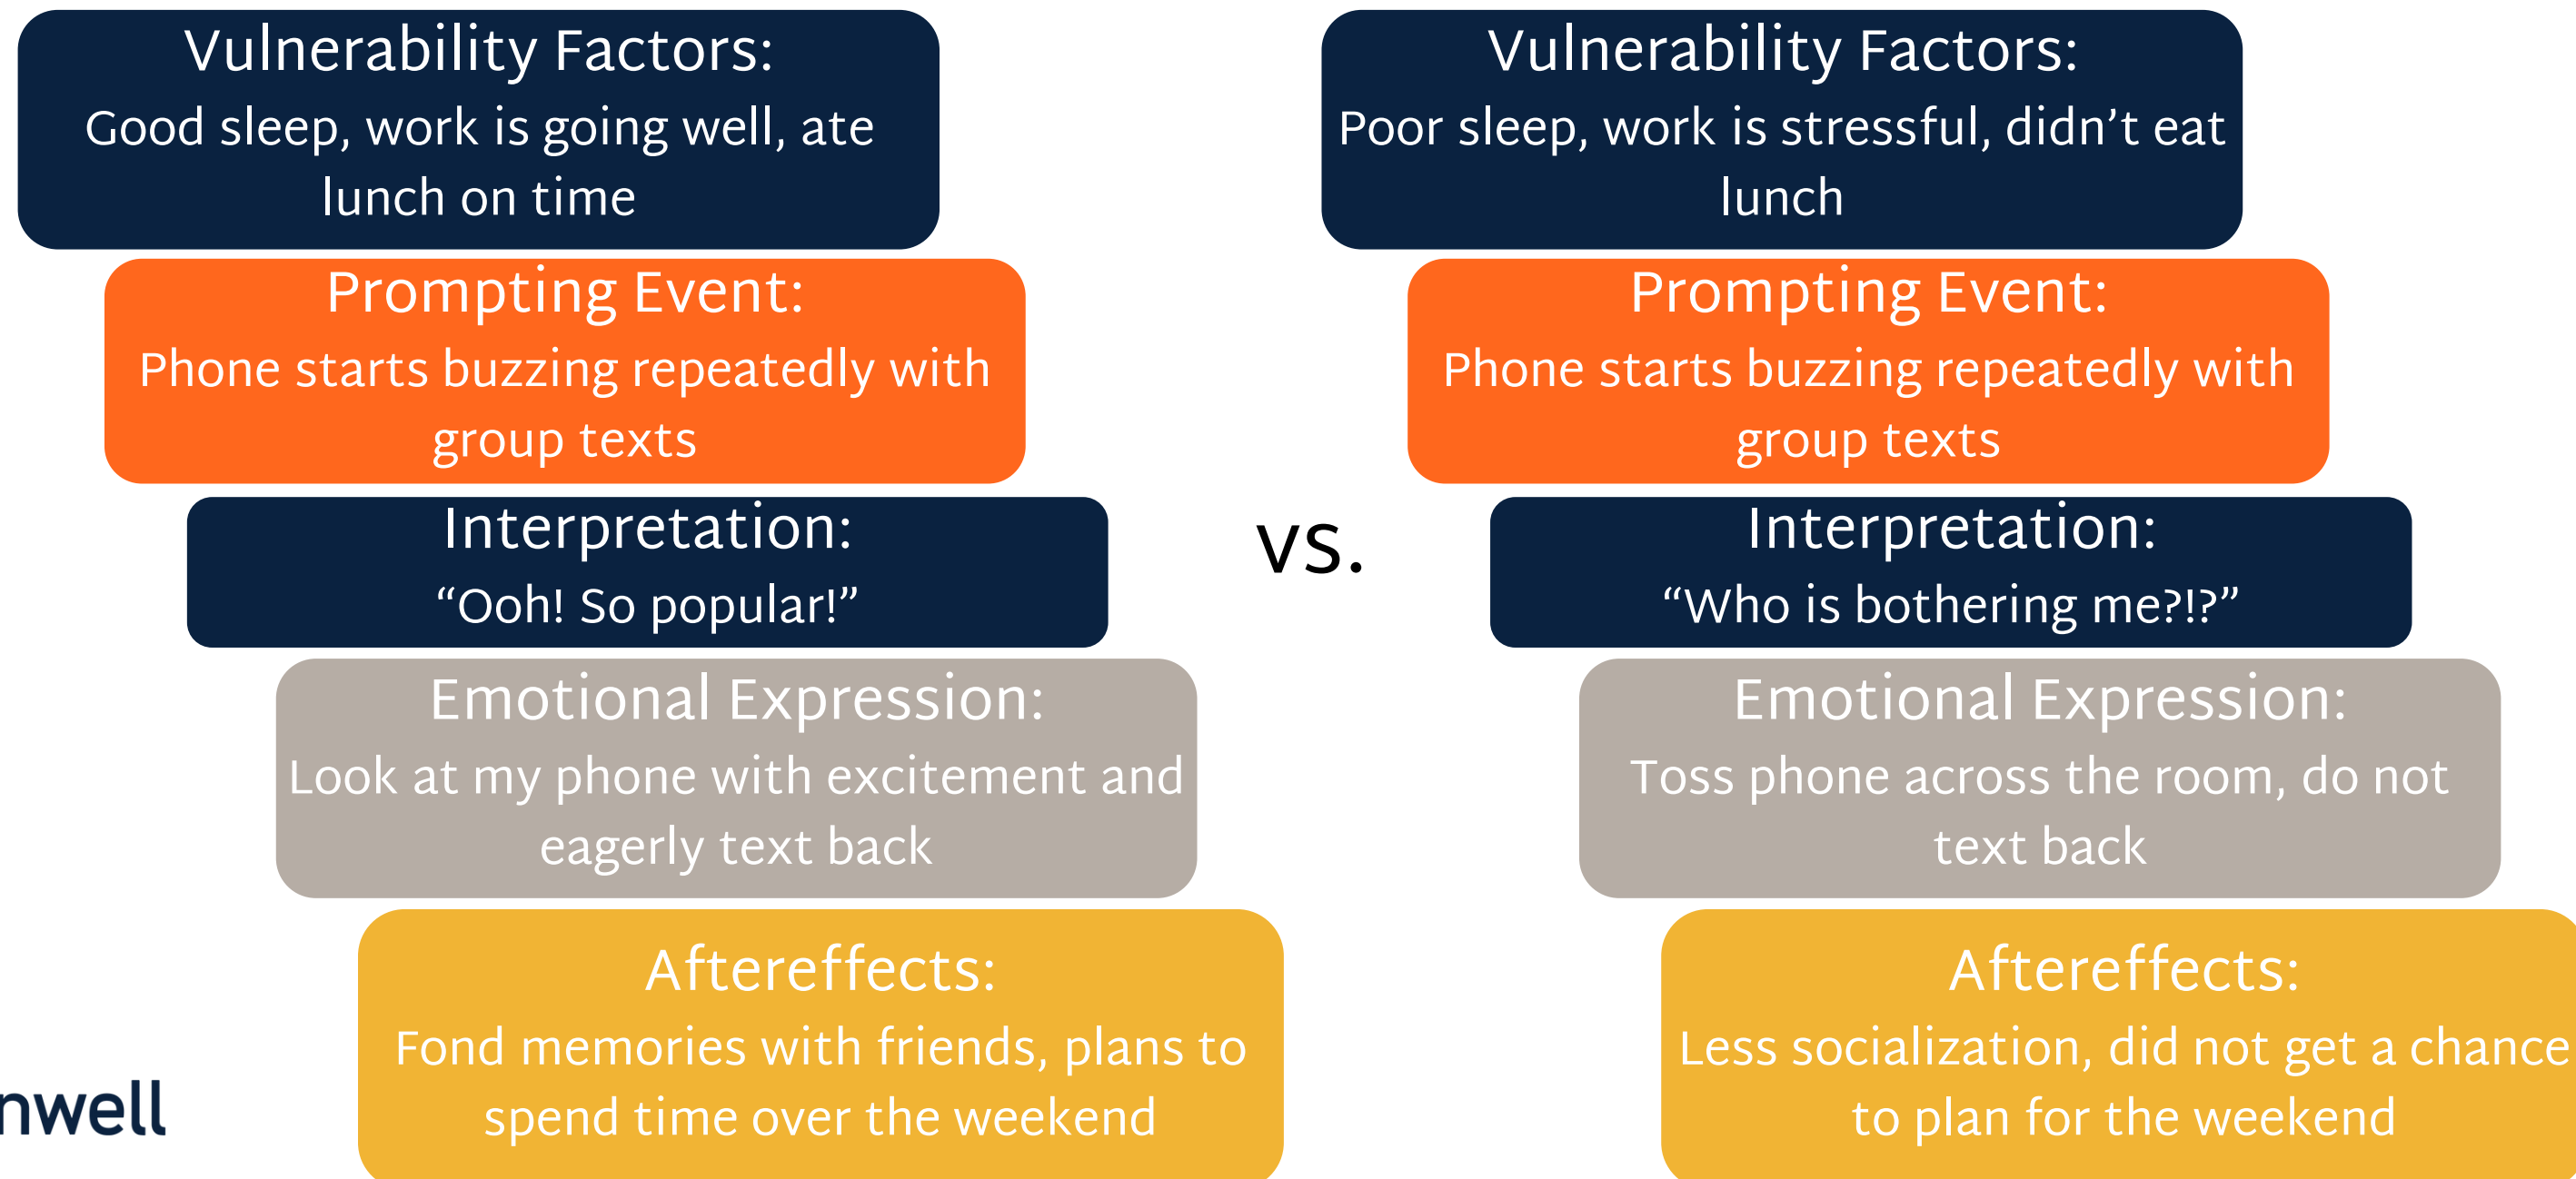 Vulnerability Factors:
Good sleep, work is going well, ate
lunch on time
Prompting Event:
Phone starts buzzing repeatedly with
group texts
Interpretation:
“Ooh! So popular!”
Emotional Expression:
Look at my phone with excitement and
eagerly text back
Aftereffects:
Fond memories with friends, plans to
spend time over the weekend
vs.
Vulnerability Factors:
Poor sleep, work is stressful, didn’t eat
lunch
Prompting Event:
Phone starts buzzing repeatedly with
group texts
Interpretation:
“Who is bothering me?!?”
Emotional Expression:
Toss phone across the room, do not
text back
Aftereffects:
Less socialization, did not get a chance
to plan for the weekend
nwell